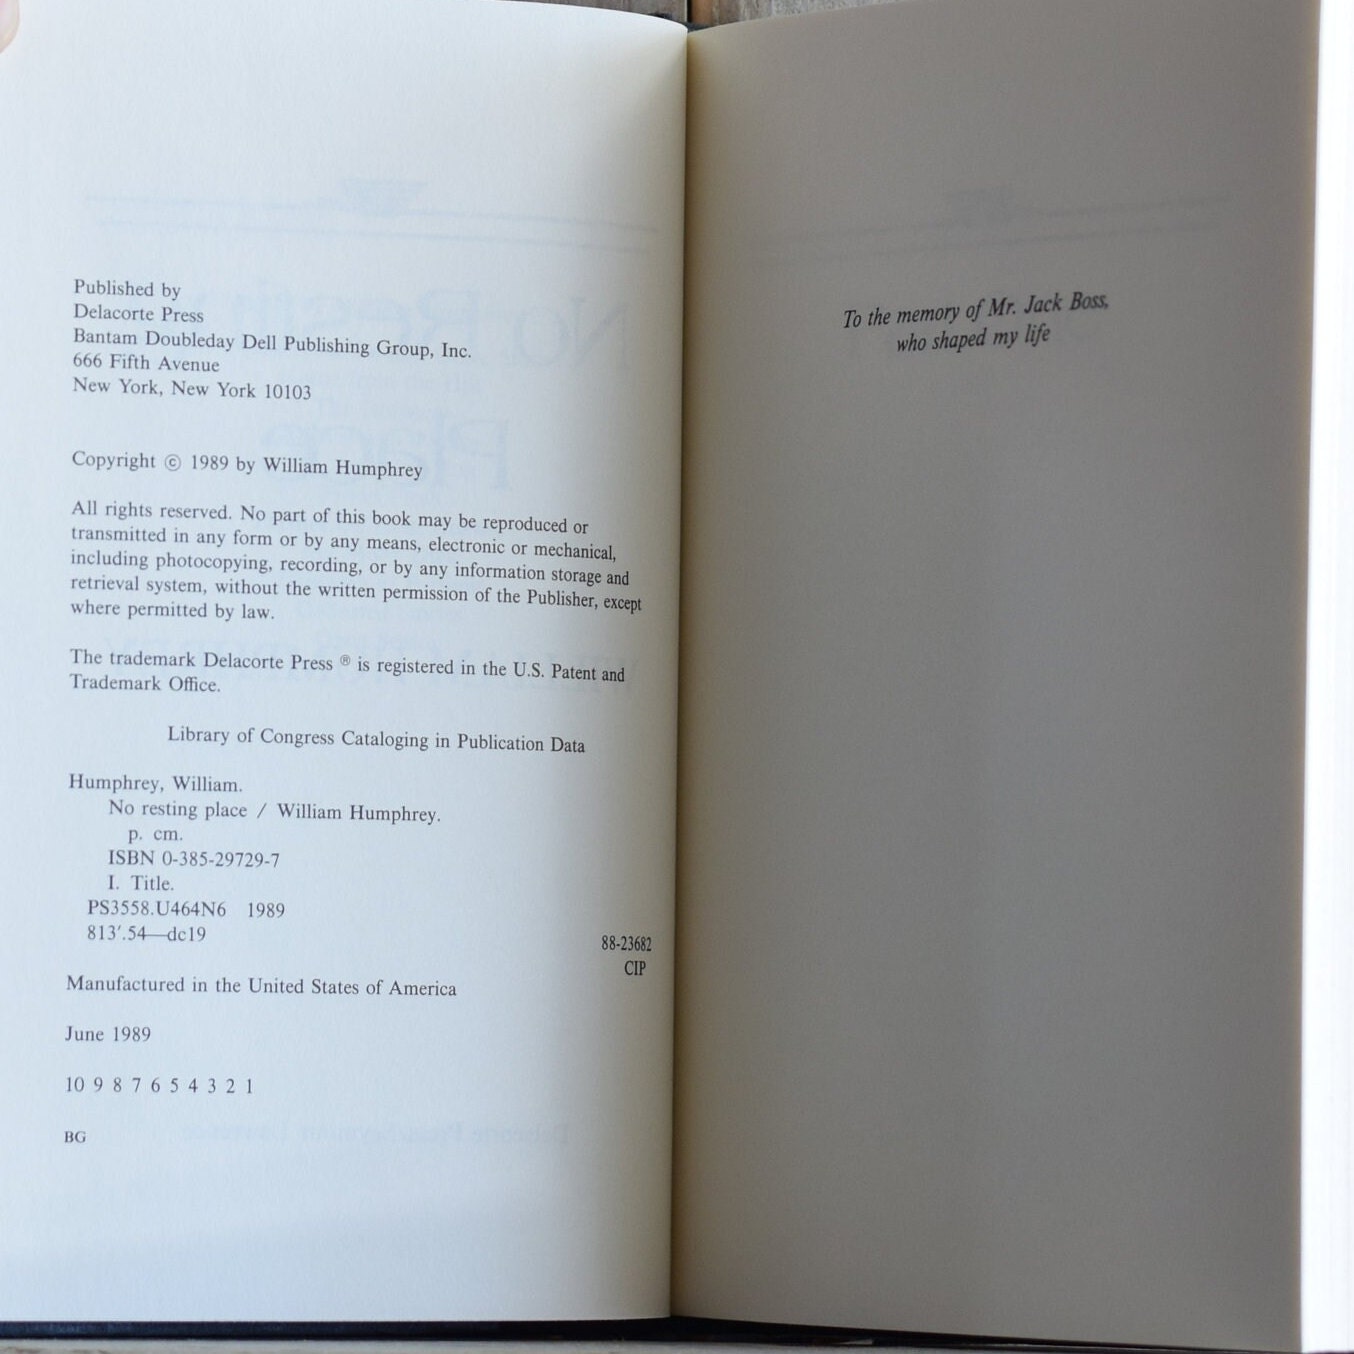 Published by
Delacorte Press
Bantam Doubleday Dell Publishing Group, Inc.
666 Fifth Avenue
New York, New York 10103
Copyright © 1989 by William Humphrey
All rights reserved. No part of this book may be reproduced or
transmitted in any form or by any means, electronic or mechanical,
including photocopying, recording, or by any information storage and
retrieval system, without the written permission of the Publisher, except
where permitted by law.
The trademark Delacorte Press ® is registered in the U.S. Patent and
Trademark Office.
Library of Congress Cataloging in Publication Data
Humphrey, William.
No resting place / William Humphrey.
p. cm.
ISBN 0-385-29729-7
I. Title.
PS3558.U464N6 1989
813′.54—dc19
88-23682
CIP
Manufactured in the United States of America
June 1989
10 9 8 7 6 5 4 3 2 1
BG
To the memory of Mr. Jack Boss,
who shaped my life